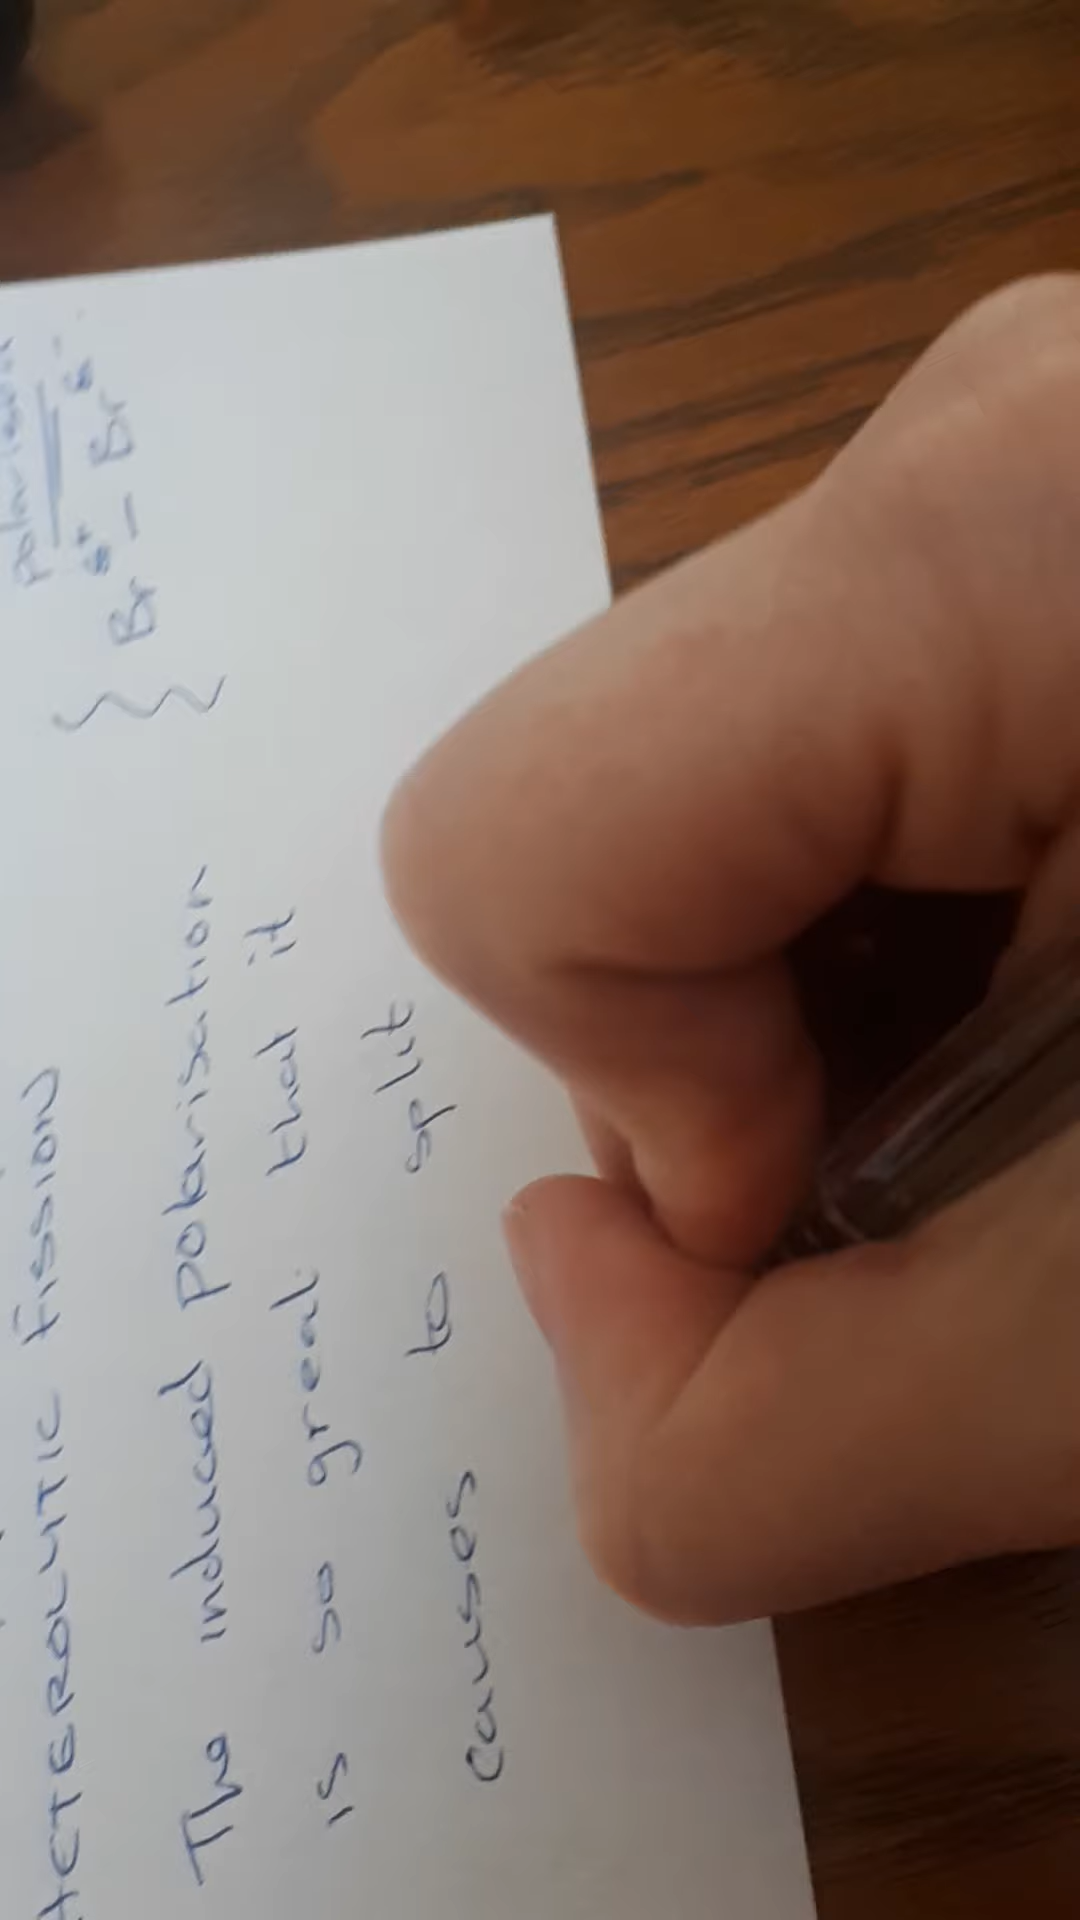 HETEROLYTIC FISSION
The induced polarisation
is so great that it
causes to split
Br δ+ - Br δ-